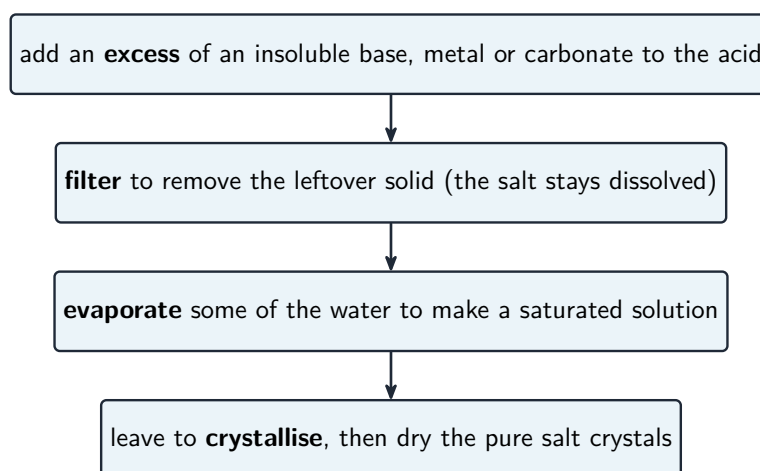 add an excess of an insoluble base, metal or carbonate to the acid
filter to remove the leftover solid (the salt stays dissolved)
evaporate some of the water to make a saturated solution
leave to crystallise, then dry the pure salt crystals